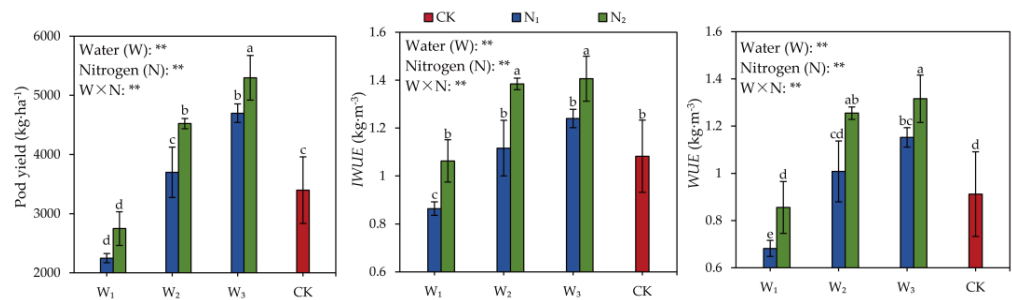 CK N₁ N₂
Pod yield (kg·ha⁻¹)
6000
5000
4000
3000
2000
Water (W): **
Nitrogen (N): **
W×N: **
d d c b b a c
W₁ W₂ W₃ CK
IWUE (kg·m⁻³)
1.6
1.4
1.2
1
0.8
0.6
Water (W): **
Nitrogen (N): **
W×N: **
c b b a b a b
W₁ W₂ W₃ CK
WUE (kg·m⁻³)
1.6
1.4
1.2
1
0.8
0.6
Water (W): **
Nitrogen (N): **
W×N: **
e d cd ab bc a d
W₁ W₂ W₃ CK